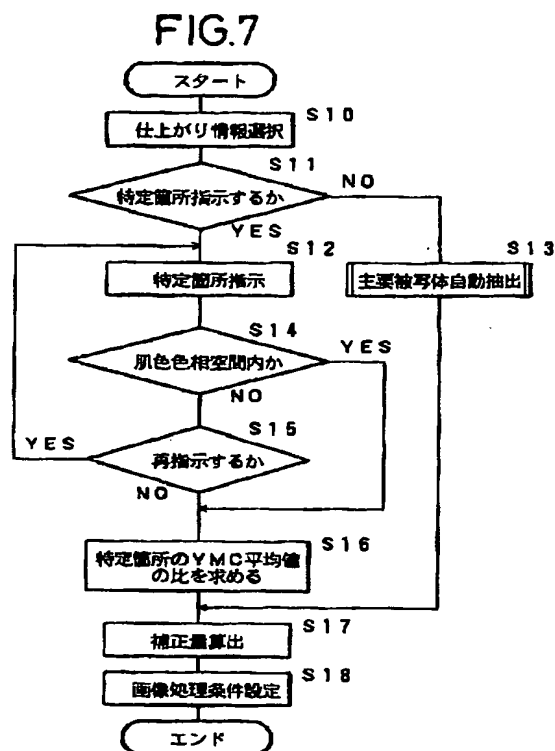 FIG.7
スタート
S10
仕上がり情報選択
S11
特定箇所指示するか
NO
YES
S12
特定箇所指示
S13
主要被写体自動抽出
S14
肌色色相空間内か
YES
NO
S15
YES
再指示するか
NO
S16
特定箇所のYMC平均値
の比を求める
S17
補正量算出
S18
画像処理条件設定
エンド